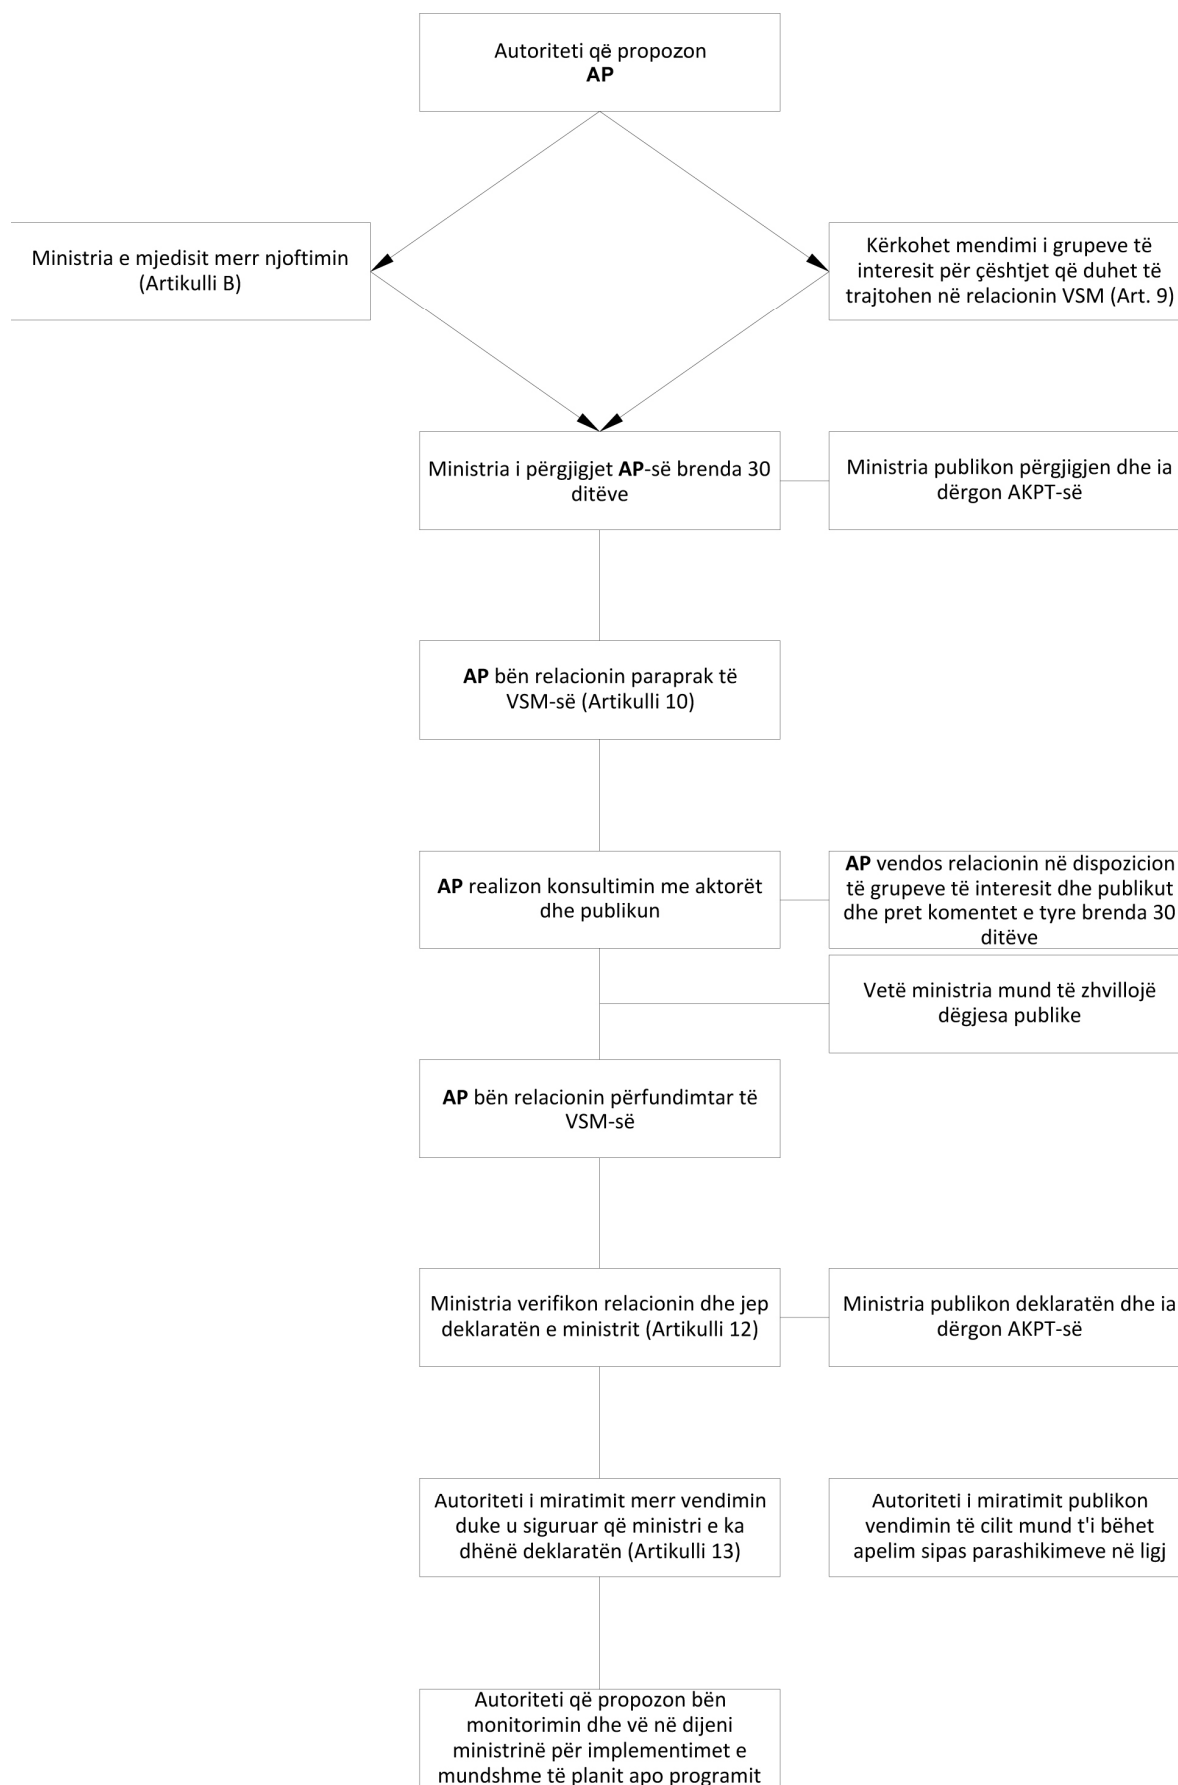 Autoriteti që propozon
AP
Ministria e mjedisit merr njoftimin
(Artikulli B)
Kërkohet mendimi i grupeve të
interesit për çështjet që duhet të
trajtohen në relacionin VSM (Art. 9)
Ministria i përgjigjet AP-së brenda 30
ditëve
Ministria publikon përgjigjen dhe ia
dërgon AKPT-së
AP bën relacionin paraprak të
VSM-së (Artikulli 10)
AP realizon konsultimin me aktorët
dhe publikun
AP vendos relacionin në dispozicion
të grupeve të interesit dhe publikut
dhe pret komentet e tyre brenda 30
ditëve
Vetë ministria mund të zhvillojë
dëgjesa publike
AP bën relacionin përfundimtar të
VSM-së
Ministria verifikon relacionin dhe jep
deklaratën e ministrit (Artikulli 12)
Ministria publikon deklaratën dhe ia
dërgon AKPT-së
Autoriteti i miratimit merr vendimin
duke u siguruar që ministri e ka
dhënë deklaratën (Artikulli 13)
Autoriteti i miratimit publikon
vendimin të cilit mund t'i bëhet
apelim sipas parashikimeve në ligj
Autoriteti që propozon bën
monitorimin dhe vë në dijeni
ministrinë për implementimet e
mundshme të planit apo programit